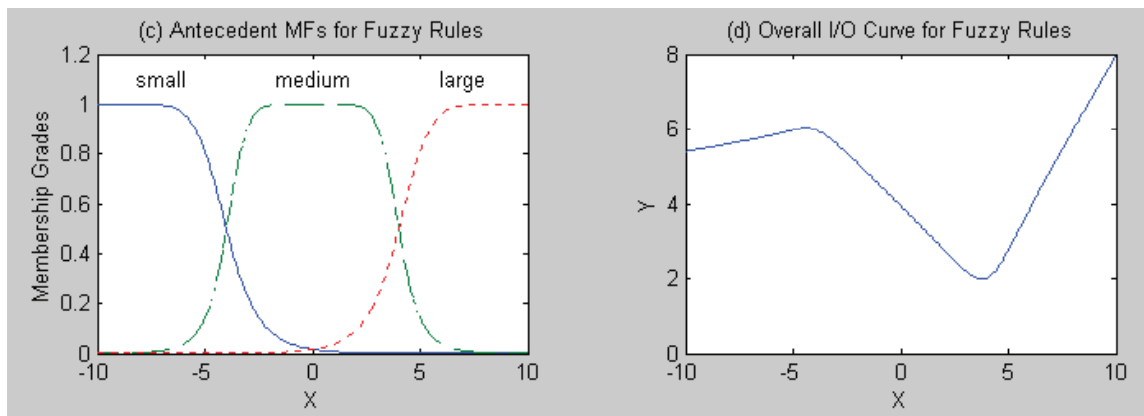 (c) Antecedent MFs for Fuzzy Rules
1.2
1
0.8
0.6
0.4
0.2
0
small medium large
Membership Grades
-10 -5 0 5 10
X
(d) Overall I/O Curve for Fuzzy Rules
8
6
4
2
0
Y
-10 -5 0 5 10
X